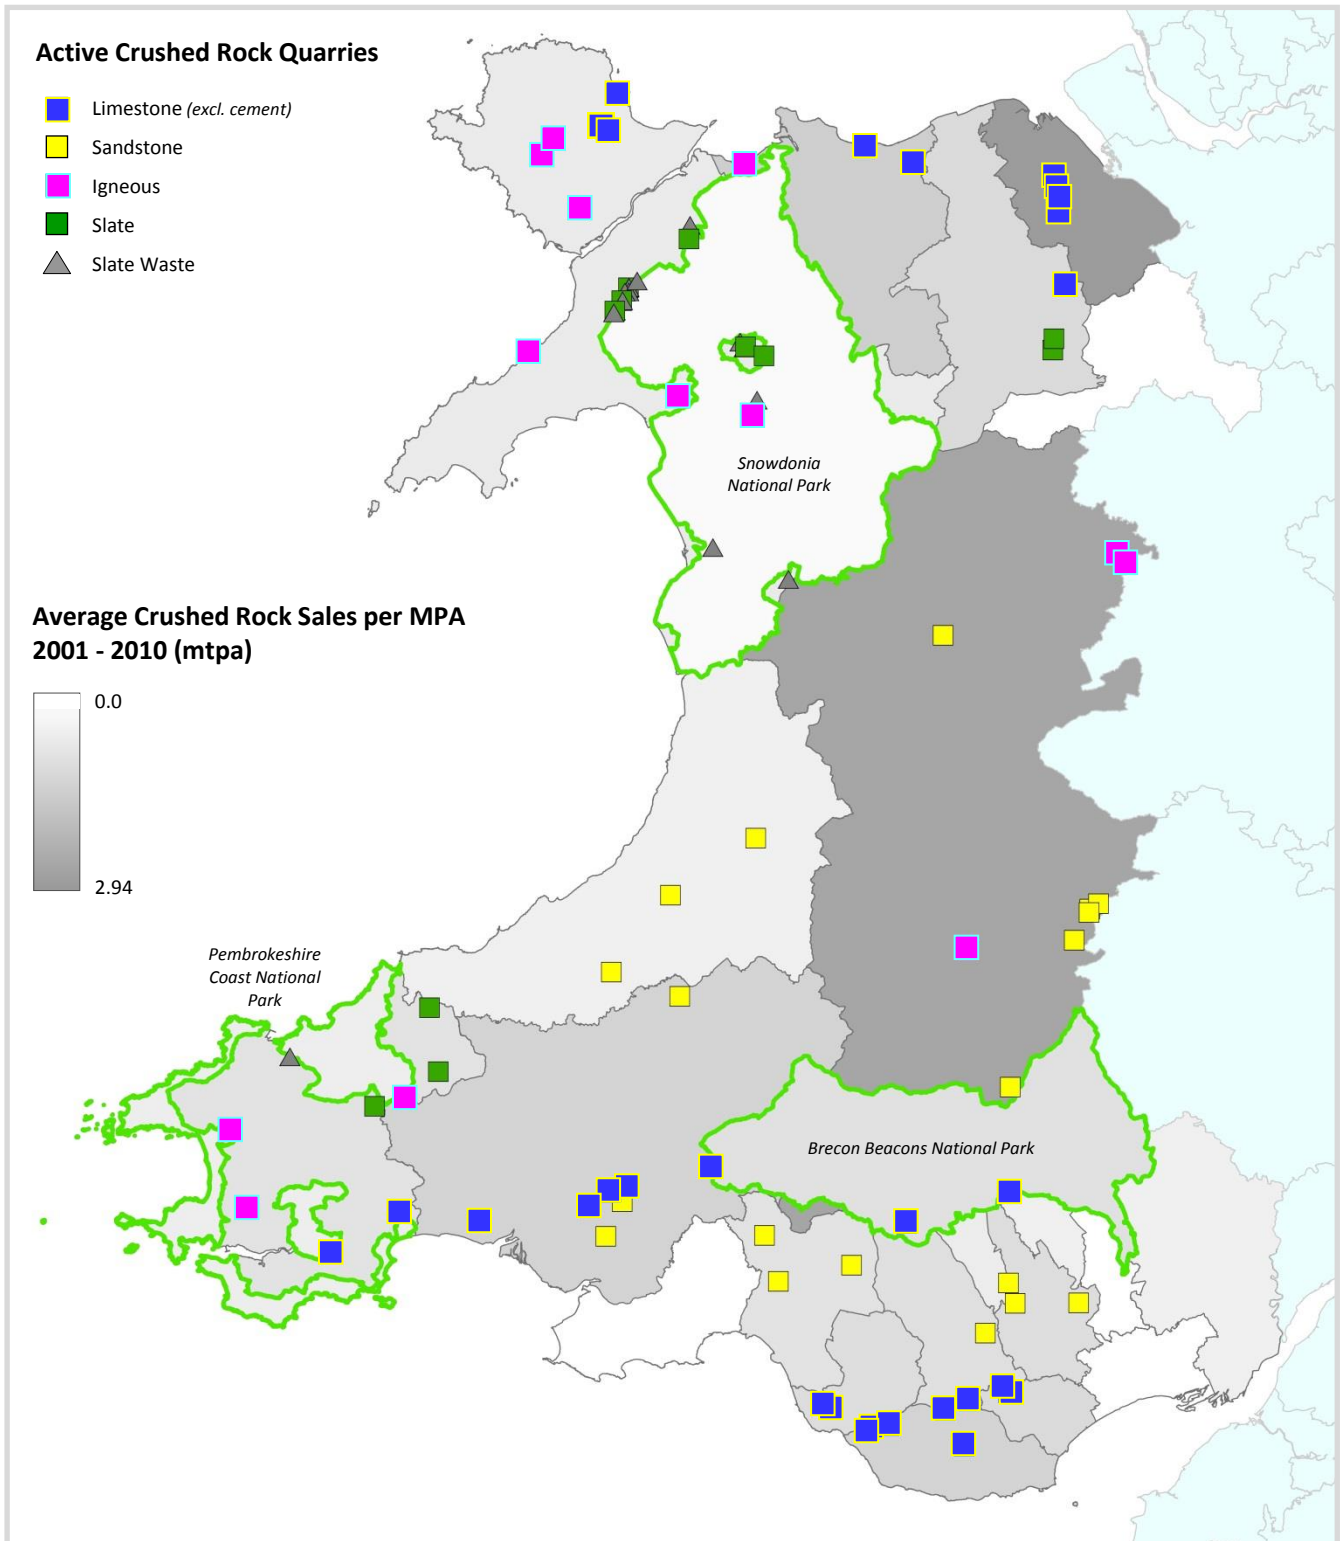 Active Crushed Rock Quarries
Limestone (excl. cement)
Sandstone
Igneous
Slate
Slate Waste
Snowdonia
National Park
Average Crushed Rock Sales per MPA
2001 - 2010 (mtpa)
0.0
2.94
Pembrokeshire
Coast National
Park
Brecon Beacons National Park